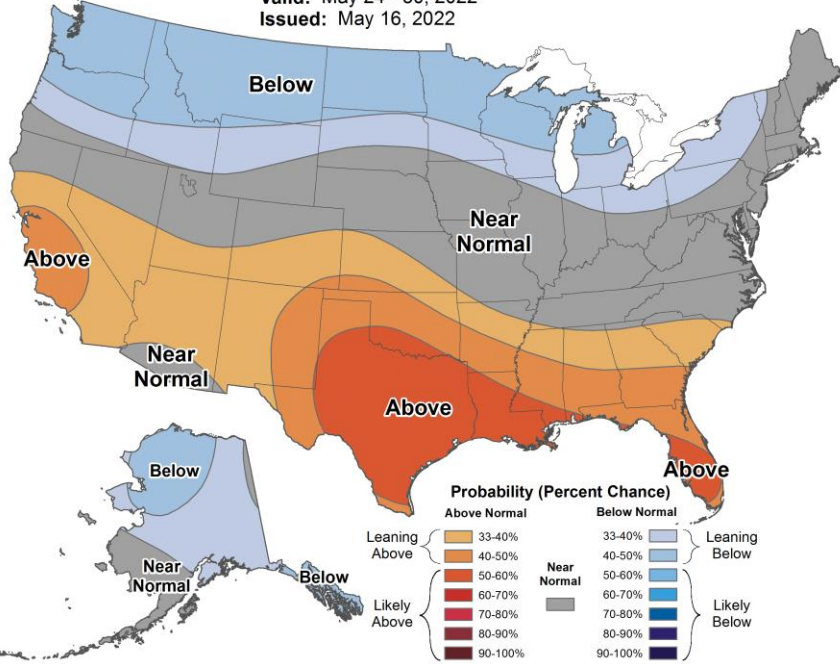 Valid: May 24 - 30, 2022
Issued: May 16, 2022
Below
Near
Normal
Above
Near
Normal
Above
Above
Below
Near
Normal
Below
Probability (Percent Chance)
Above Normal
Below Normal
Leaning
Above
33-40%
40-50%
Likely
Above
50-60%
60-70%
70-80%
80-90%
90-100%
Near
Normal
33-40%
40-50%
Leaning
Below
50-60%
60-70%
70-80%
80-90%
90-100%
Likely
Below